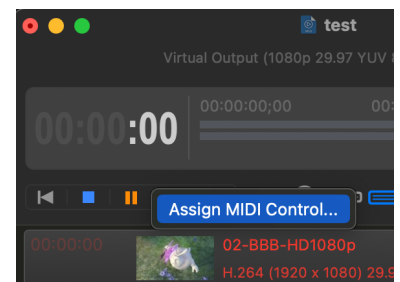 test
Virtual Output (1080p 29.97 YUV
00:00:00
00:00:00;00
00:
Assign MIDI Control...
00:00:00
02-BBB-HD1080p
H.264 (1920 x 1080) 29.9